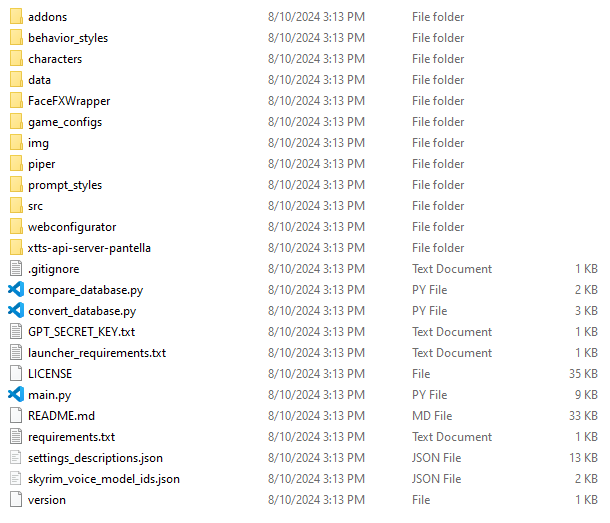 addons 8/10/2024 3:13 PM File folder
behavior_styles 8/10/2024 3:13 PM File folder
characters 8/10/2024 3:13 PM File folder
data 8/10/2024 3:13 PM File folder
FaceFXWrapper 8/10/2024 3:13 PM File folder
game_configs 8/10/2024 3:13 PM File folder
img 8/10/2024 3:13 PM File folder
piper 8/10/2024 3:13 PM File folder
prompt_styles 8/10/2024 3:13 PM File folder
src 8/10/2024 3:13 PM File folder
webconfigurator 8/10/2024 3:13 PM File folder
xtts-api-server-pantella 8/10/2024 3:13 PM File folder
.gitignore 8/10/2024 3:13 PM Text Document 1 KB
compare_database.py 8/10/2024 3:13 PM PY File 2 KB
convert_database.py 8/10/2024 3:13 PM PY File 3 KB
GPT_SECRET_KEY.txt 8/10/2024 3:13 PM Text Document 1 KB
launcher_requirements.txt 8/10/2024 3:13 PM Text Document 1 KB
LICENSE 8/10/2024 3:13 PM File 35 KB
main.py 8/10/2024 3:13 PM PY File 9 KB
README.md 8/10/2024 3:13 PM MD File 33 KB
requirements.txt 8/10/2024 3:13 PM Text Document 1 KB
settings_descriptions.json 8/10/2024 3:13 PM JSON File 13 KB
skyrim_voice_model_ids.json 8/10/2024 3:13 PM JSON File 2 KB
version 8/10/2024 3:13 PM File 1 KB